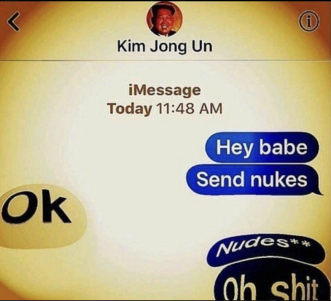 Kim Jong Un
iMessage
Today 11:48 AM
Hey babe
Send nukes
Ok
Nudes**
Oh shit